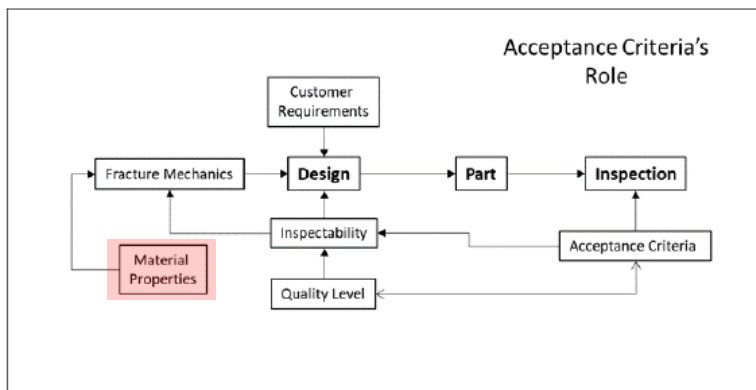 Acceptance Criteria's
Role
Customer
Requirements
Fracture Mechanics
Design
Part
Inspection
Inspectability
Acceptance Criteria
Material
Properties
Quality Level